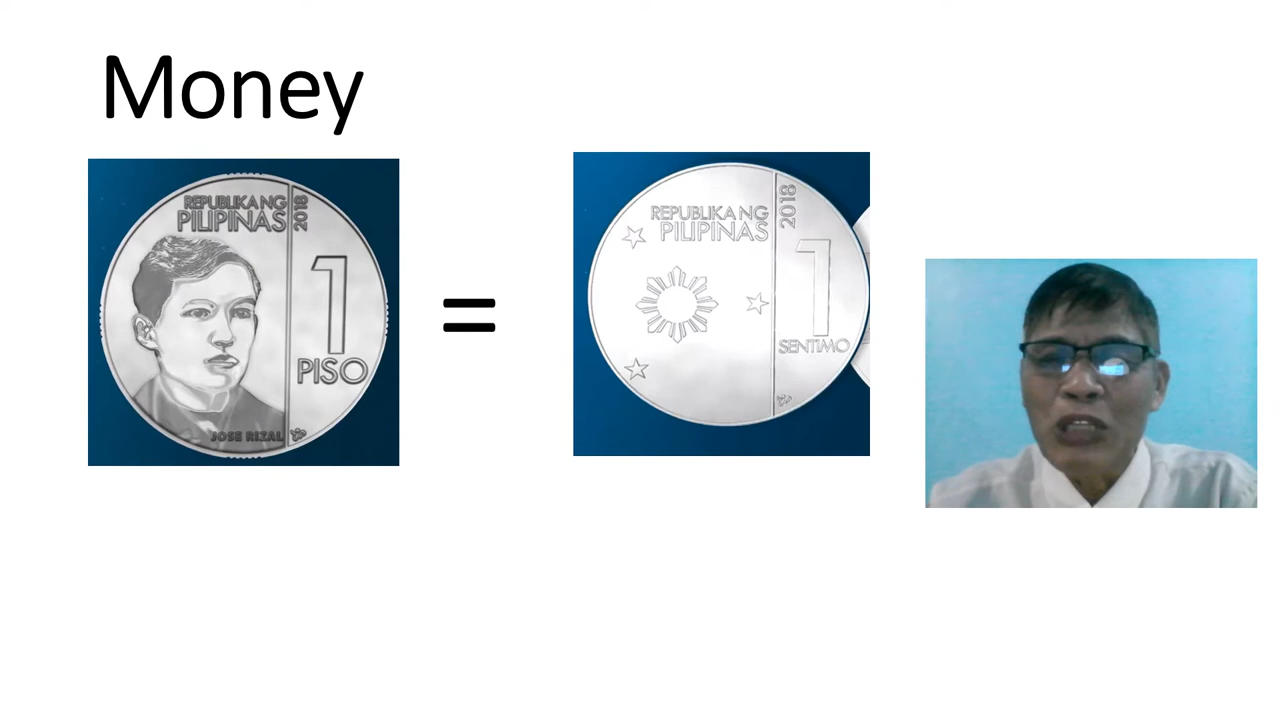 Money
REPUBLIKA NG
PILIPINAS
2018
1
PISO
JOSE RIZAL
=
REPUBLIKA NG
PILIPINAS
2018
1
SENTIMO